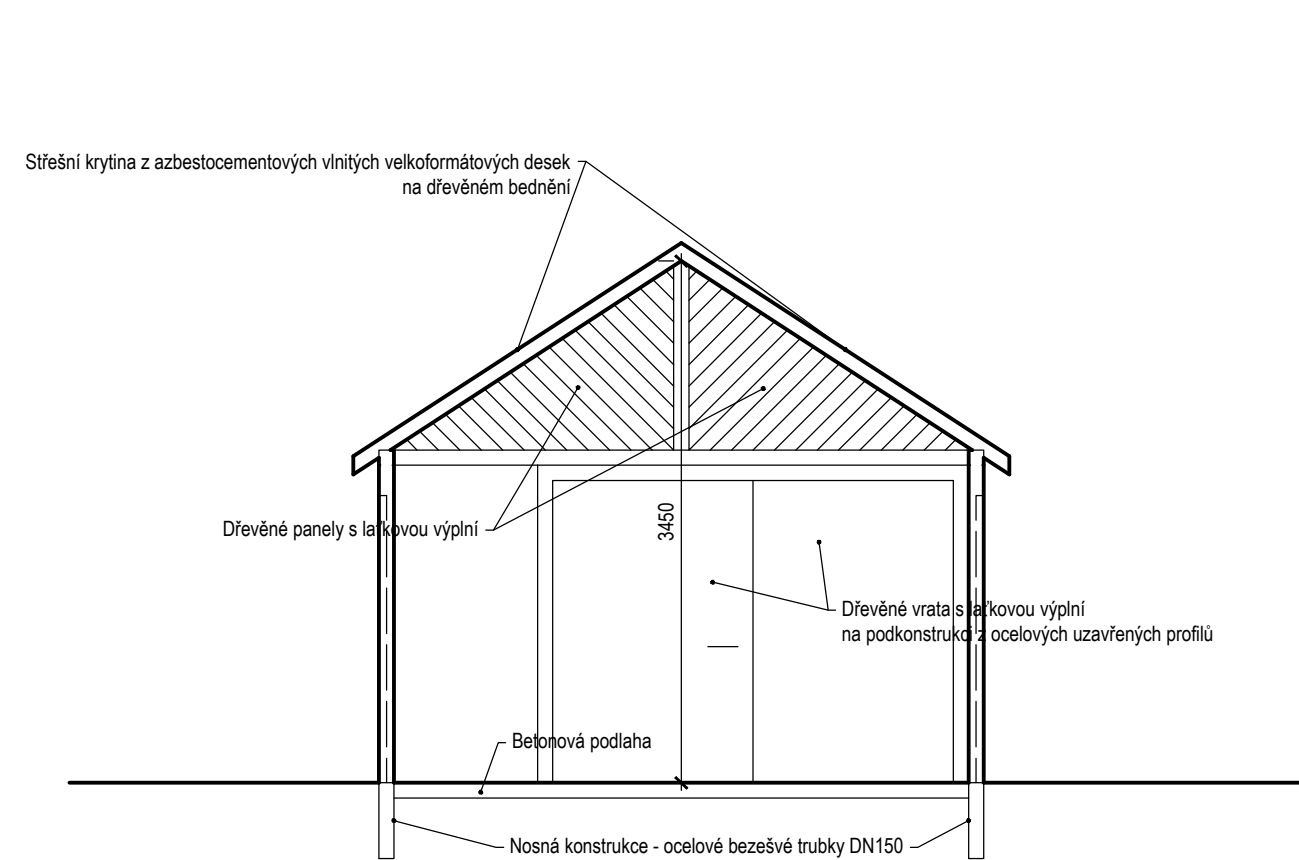 Střešní krytina z azbestocementových vlnitých velkoformátových desek
na dřevěném bednění
Dřevěné panely s laťkovou výplní
3450
Dřevěné vrata s laťkovou výplní
na podkonstrukci z ocelových uzavřených profilů
Betonová podlaha
Nosná konstrukce - ocelové bezešvé trubky DN150